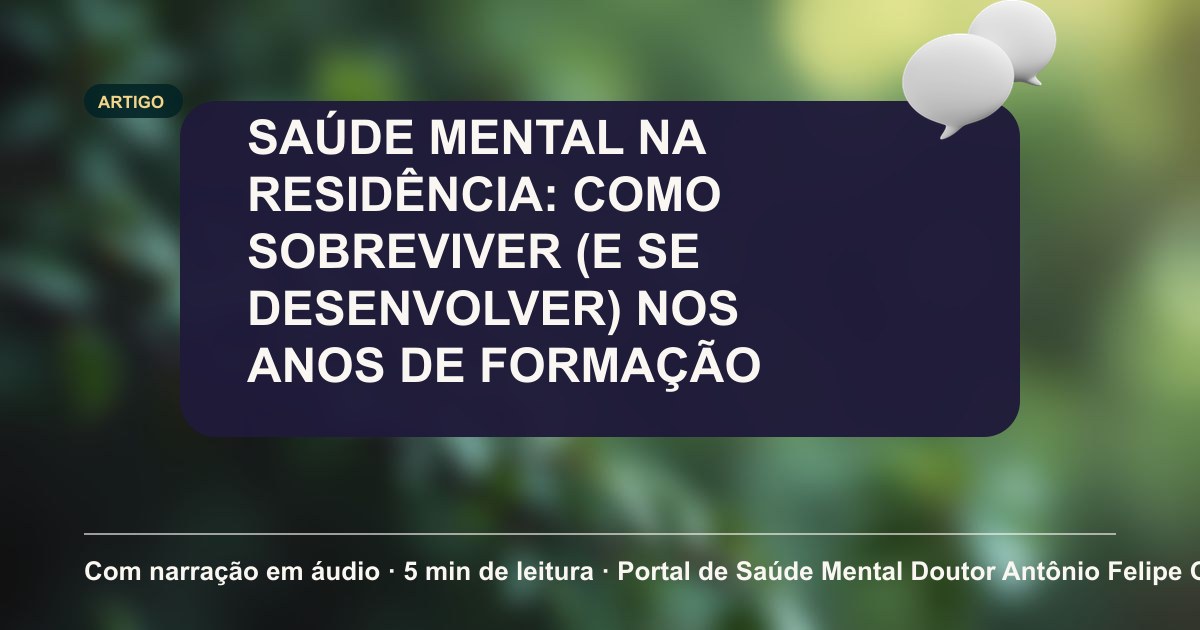 ARTIGO
SAÚDE MENTAL NA
RESIDÊNCIA: COMO
SOBREVIVER (E SE
DESENVOLVER) NOS
ANOS DE FORMAÇÃO
Com narração em áudio · 5 min de leitura · Portal de Saúde Mental Doutor Antônio Felipe